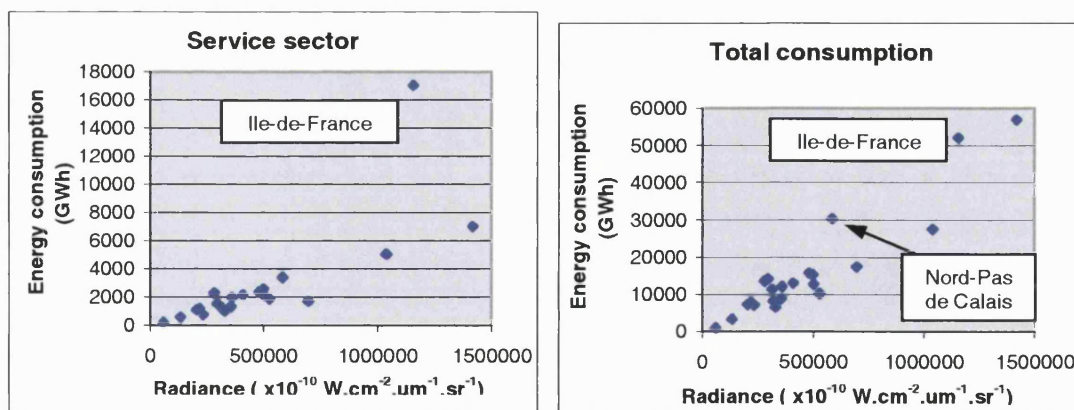 Service sector
Energy consumption
(GWh)
18000
16000
14000
12000
10000
8000
6000
4000
2000
0
Ile-de-France
0 5000000 1000000 1500000
Radiance ( x10⁻¹⁰ W.cm⁻².um⁻¹.sr⁻¹)
Total consumption
Energy consumption
(GWh)
60000
50000
40000
30000
20000
10000
0
Ile-de-France
Nord-Pas
de Calais
0 5000000 1000000 1500000
Radiance ( x10⁻¹⁰ W.cm⁻².um⁻¹.sr⁻¹)